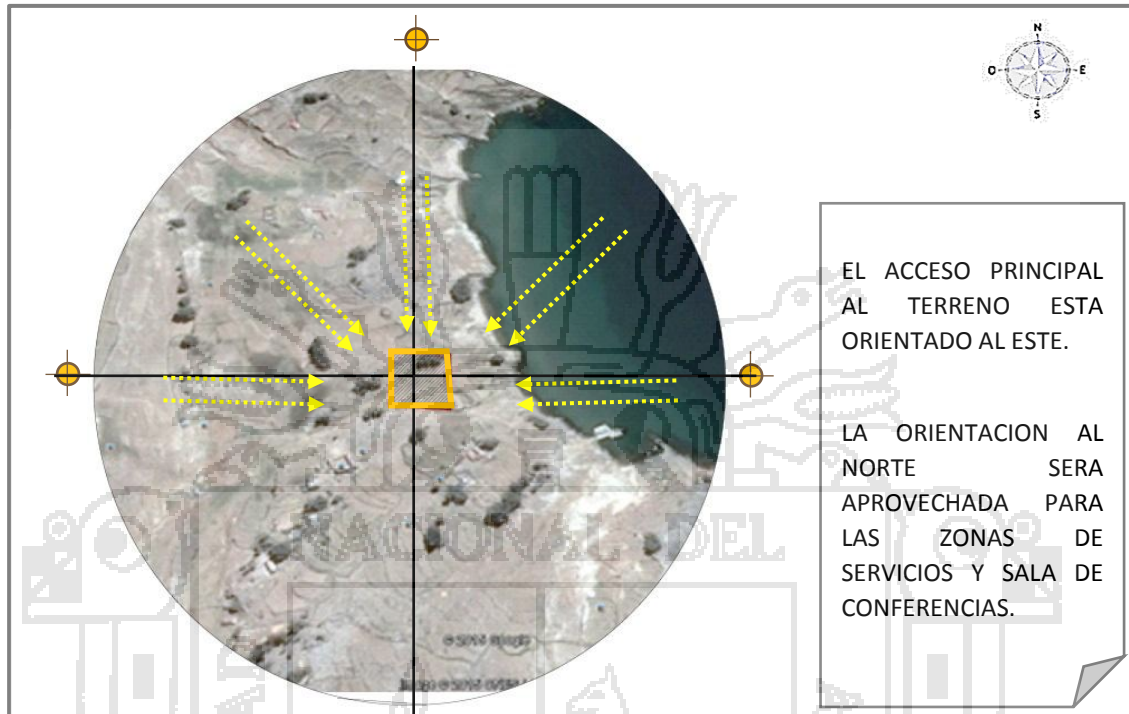 N
O E
S
EL ACCESO PRINCIPAL
AL TERRENO ESTA
ORIENTADO AL ESTE.
LA ORIENTACION AL
NORTE SERA
APROVECHADA PARA
LAS ZONAS DE
SERVICIOS Y SALA DE
CONFERENCIAS.
NACIONAL DEL